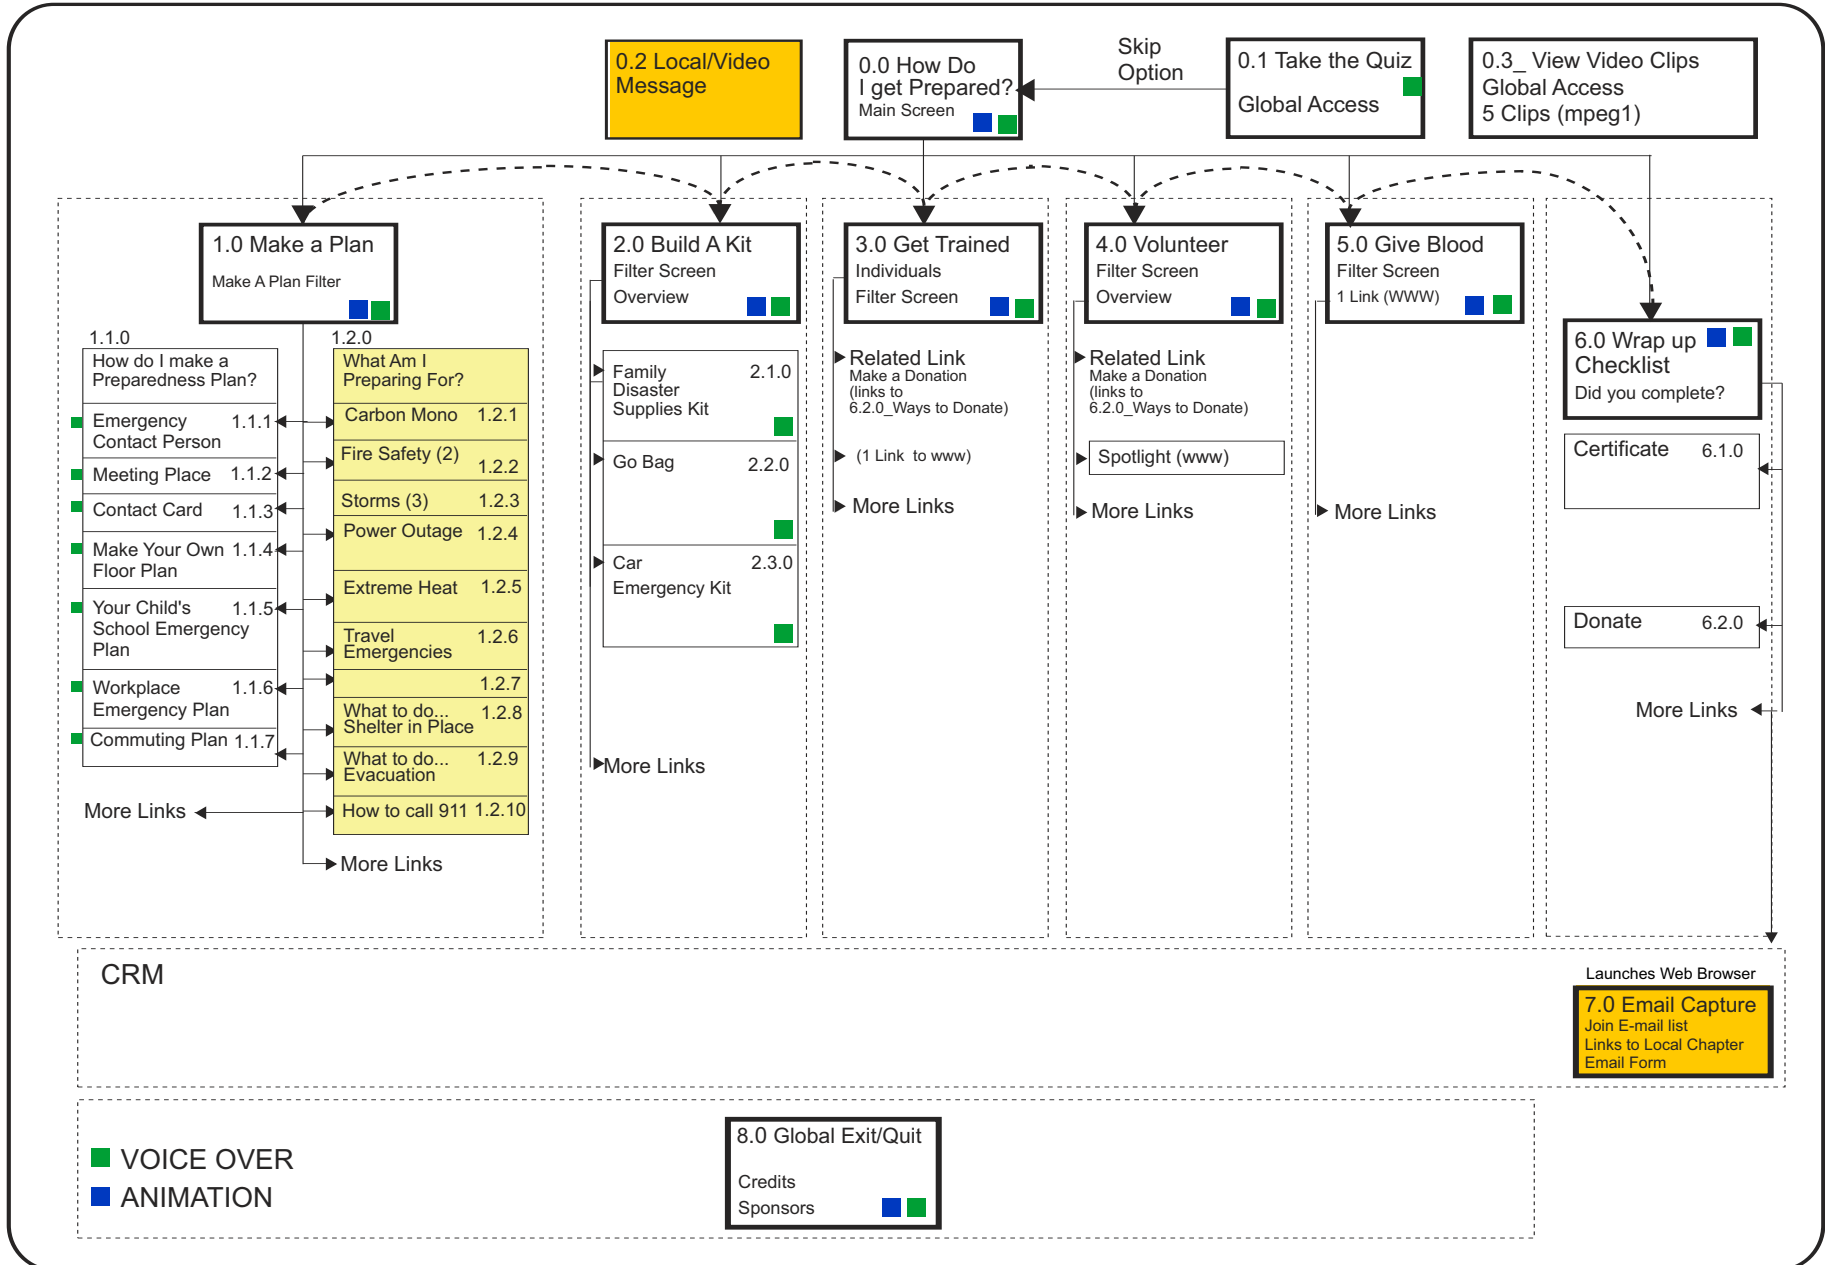 0.2 Local/Video
Message
0.0 How Do
I get Prepared?
Main Screen
Skip
Option
0.1 Take the Quiz
Global Access
0.3_ View Video Clips
Global Access
5 Clips (mpeg1)
1.0 Make a Plan
Make A Plan Filter
1.1.0
How do I make a
Preparedness Plan?
Emergency 1.1.1
Contact Person
Meeting Place 1.1.2
Contact Card 1.1.3
Make Your Own 1.1.4
Floor Plan
Your Child's 1.1.5
School Emergency
Plan
Workplace 1.1.6
Emergency Plan
Commuting Plan 1.1.7
More Links
1.2.0
What Am I
Preparing For?
Carbon Mono 1.2.1
Fire Safety (2)
1.2.2
Storms (3) 1.2.3
Power Outage 1.2.4
Extreme Heat 1.2.5
Travel 1.2.6
Emergencies
1.2.7
What to do... 1.2.8
Shelter in Place
What to do... 1.2.9
Evacuation
How to call 911 1.2.10
More Links
2.0 Build A Kit
Filter Screen
Overview
Family 2.1.0
Disaster
Supplies Kit
Go Bag 2.2.0
Car 2.3.0
Emergency Kit
More Links
3.0 Get Trained
Individuals
Filter Screen
Related Link
Make a Donation
(links to
6.2.0_Ways to Donate)
(1 Link to www)
More Links
4.0 Volunteer
Filter Screen
Overview
Related Link
Make a Donation
(links to
6.2.0_Ways to Donate)
Spotlight (www)
More Links
5.0 Give Blood
Filter Screen
1 Link (WWW)
More Links
6.0 Wrap up
Checklist
Did you complete?
Certificate 6.1.0
Donate 6.2.0
More Links
CRM
Launches Web Browser
7.0 Email Capture
Join E-mail list
Links to Local Chapter
Email Form
VOICE OVER
ANIMATION
8.0 Global Exit/Quit
Credits
Sponsors